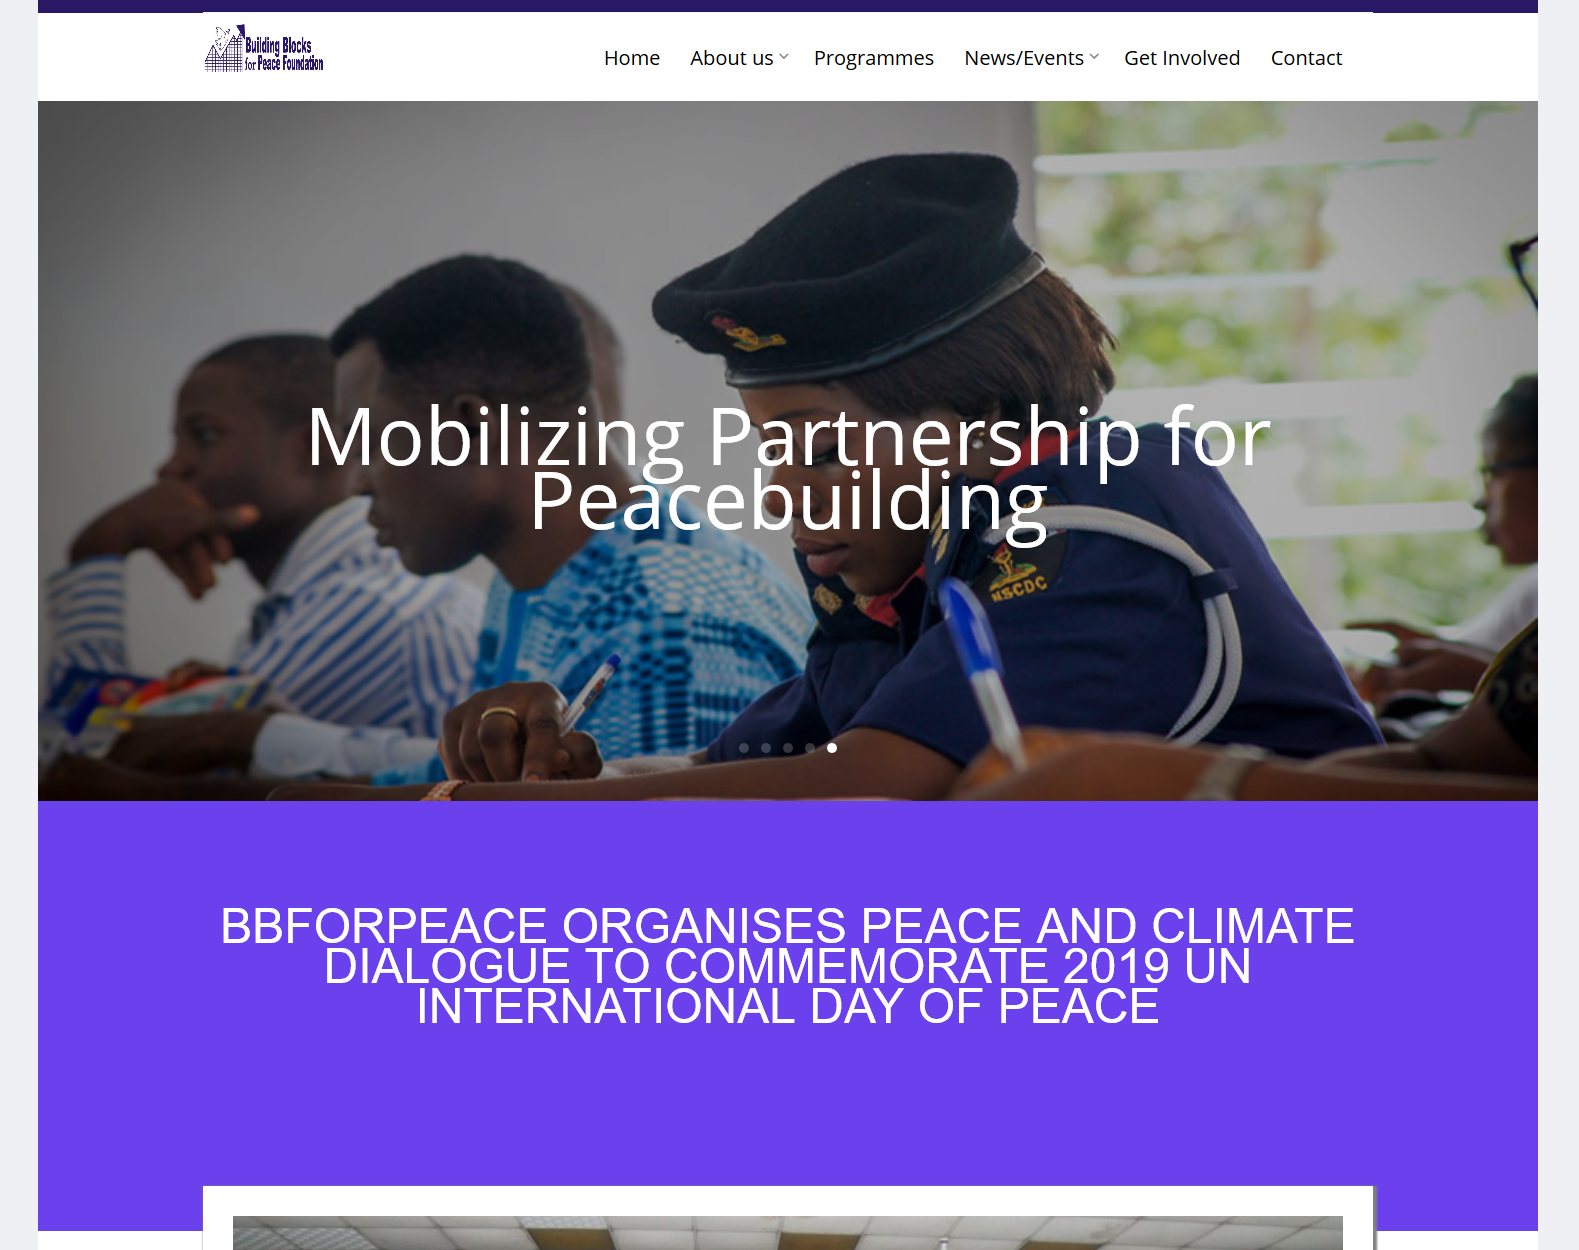 Building Blocks
for Peace Foundation
Home About us Programmes News/Events Get Involved Contact
Mobilizing Partnership for
Peacebuilding
NSCDC
BBFORPEACE ORGANISES PEACE AND CLIMATE
DIALOGUE TO COMMEMORATE 2019 UN
INTERNATIONAL DAY OF PEACE